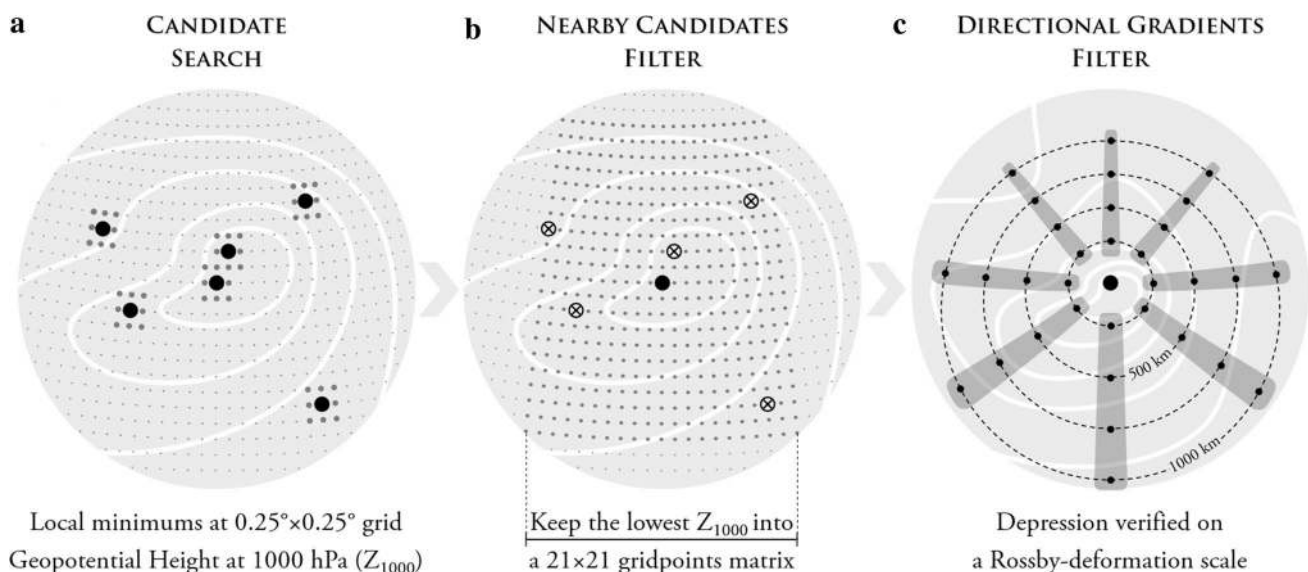 a
CANDIDATE
SEARCH
Local minimums at 0.25°×0.25° grid
Geopotential Height at 1000 hPa (Z₁₀₀₀)
b
NEARBY CANDIDATES
FILTER
Keep the lowest Z₁₀₀₀ into
a 21×21 gridpoints matrix
c
DIRECTIONAL GRADIENTS
FILTER
500 km
1000 km
Depression verified on
a Rossby-deformation scale